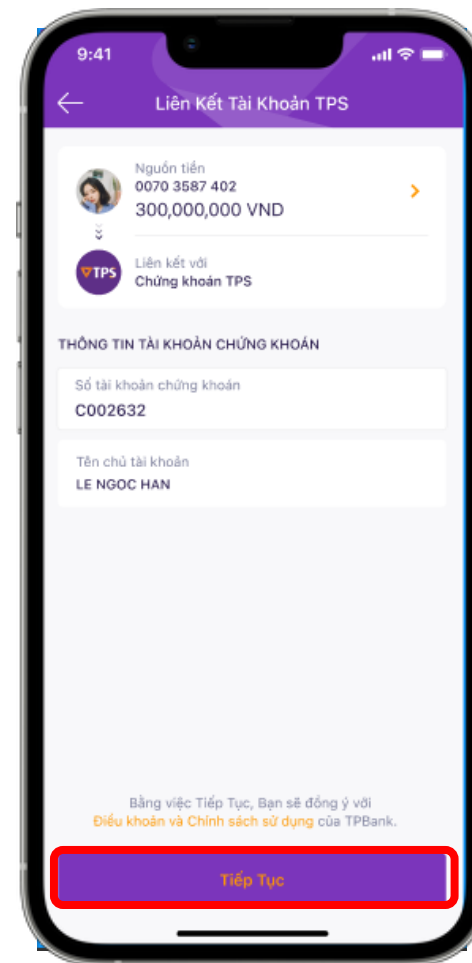 9:41
Liên Kết Tài Khoản TPS
Nguồn tiền
0070 3587 402
300,000,000 VND
TPS
Liên kết với
Chứng khoán TPS
THÔNG TIN TÀI KHOẢN CHỨNG KHOÁN
Số tài khoản chứng khoán
C002632
Tên chủ tài khoản
LE NGOC HAN
Bằng việc Tiếp Tục, Bạn sẽ đồng ý với
Điều khoản và Chính sách sử dụng của TPBank.
Tiếp Tục